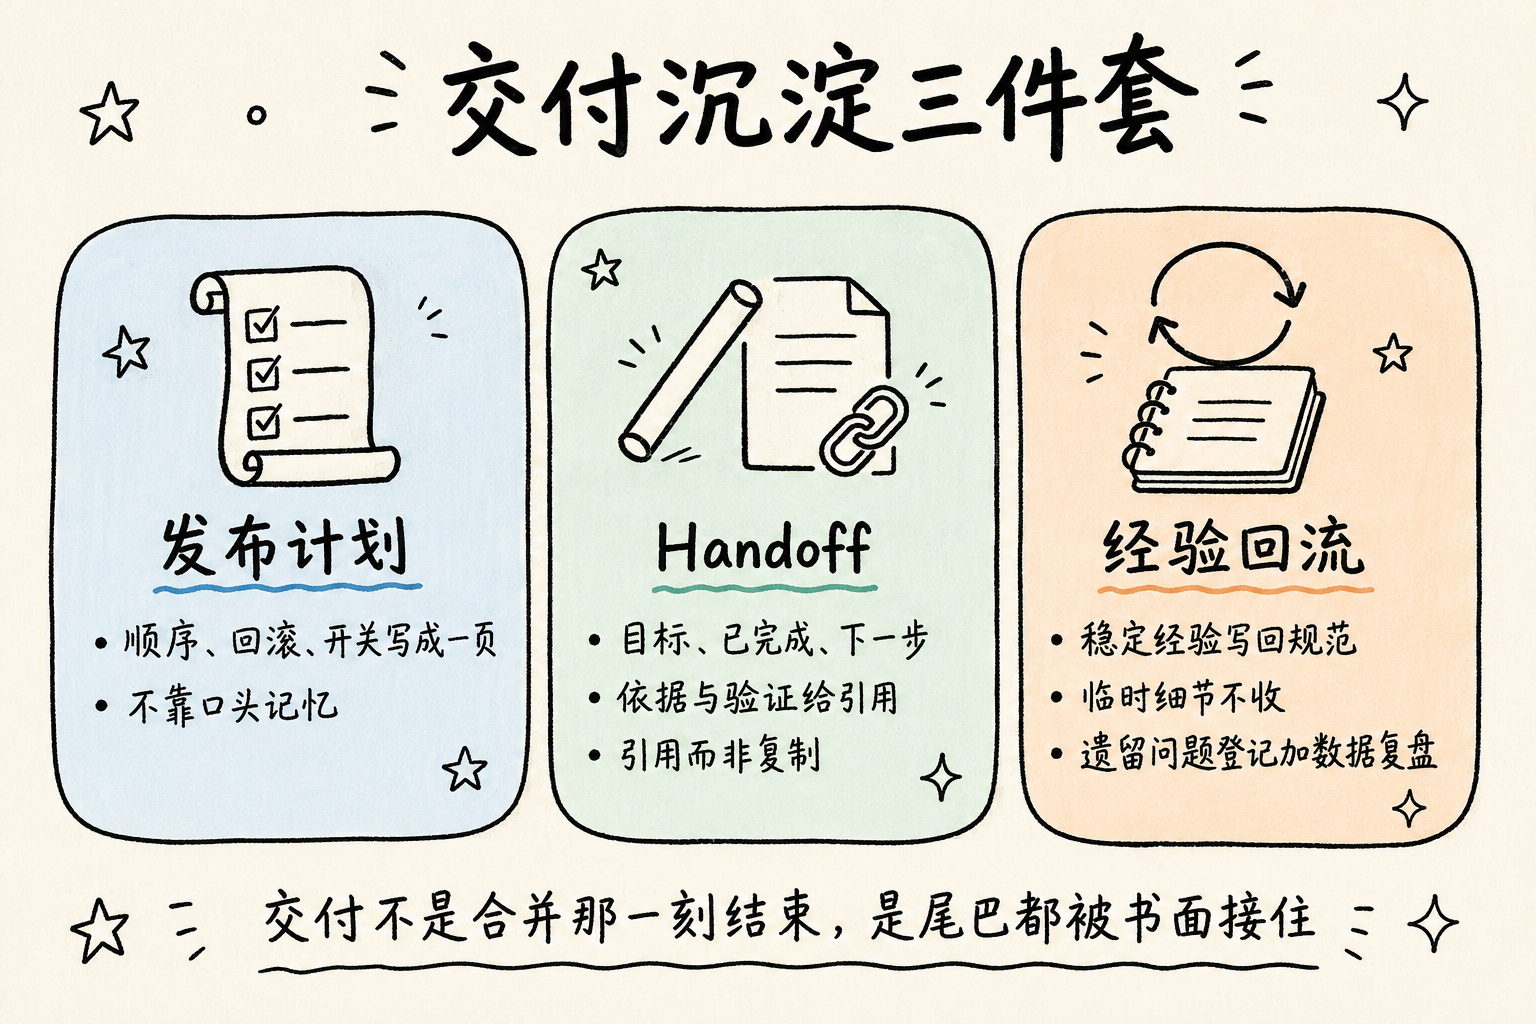 交付沉淀三件套
发布计划
• 顺序、回滚、开关写成一页
• 不靠口头记忆
Handoff
• 目标、已完成、下一步
• 依据与验证给引用
• 引用而非复制
经验回流
• 稳定经验写回规范
• 临时细节不收
• 遗留问题登记加数据复盘
交付不是合并那一刻结束，是尾巴都被书面接住